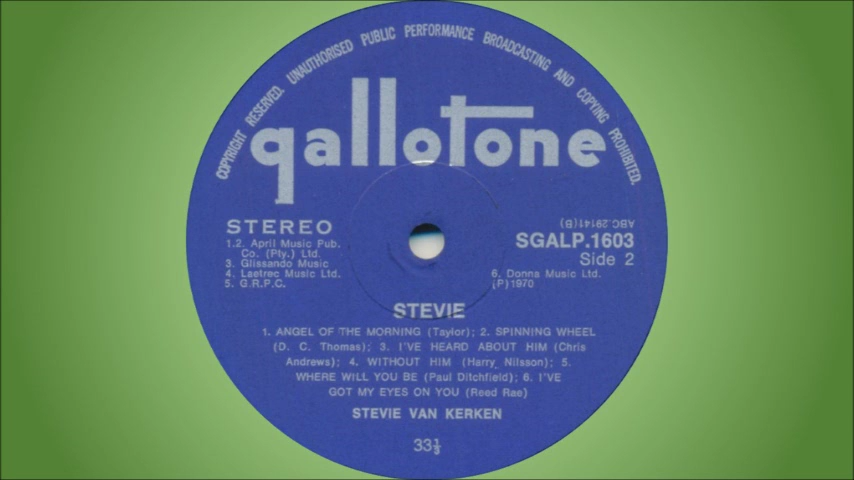 COPYRIGHT RESERVED. UNAUTHORISED PUBLIC PERFORMANCE BROADCASTING AND COPYING PROHIBITED.
gallotone
ABC.29141(B)
STEREO
SGALP.1603
Side 2
1.2. April Music Pub.
Co. (Pty.) Ltd.
3. Glissando Music
4. Laetrec Music Ltd.
5. G.R.P.C.
6. Donna Music Ltd.
(P)1970
STEVIE
1. ANGEL OF THE MORNING (Taylor); 2. SPINNING WHEEL
(D. C. Thomas); 3. I'VE HEARD ABOUT HIM (Chris
Andrews); 4. WITHOUT HIM (Harry Nilsson); 5.
WHERE WILL YOU BE (Paul Ditchfield); 6. I'VE
GOT MY EYES ON YOU (Reed Rae)
STEVIE VAN KERKEN
33⅓